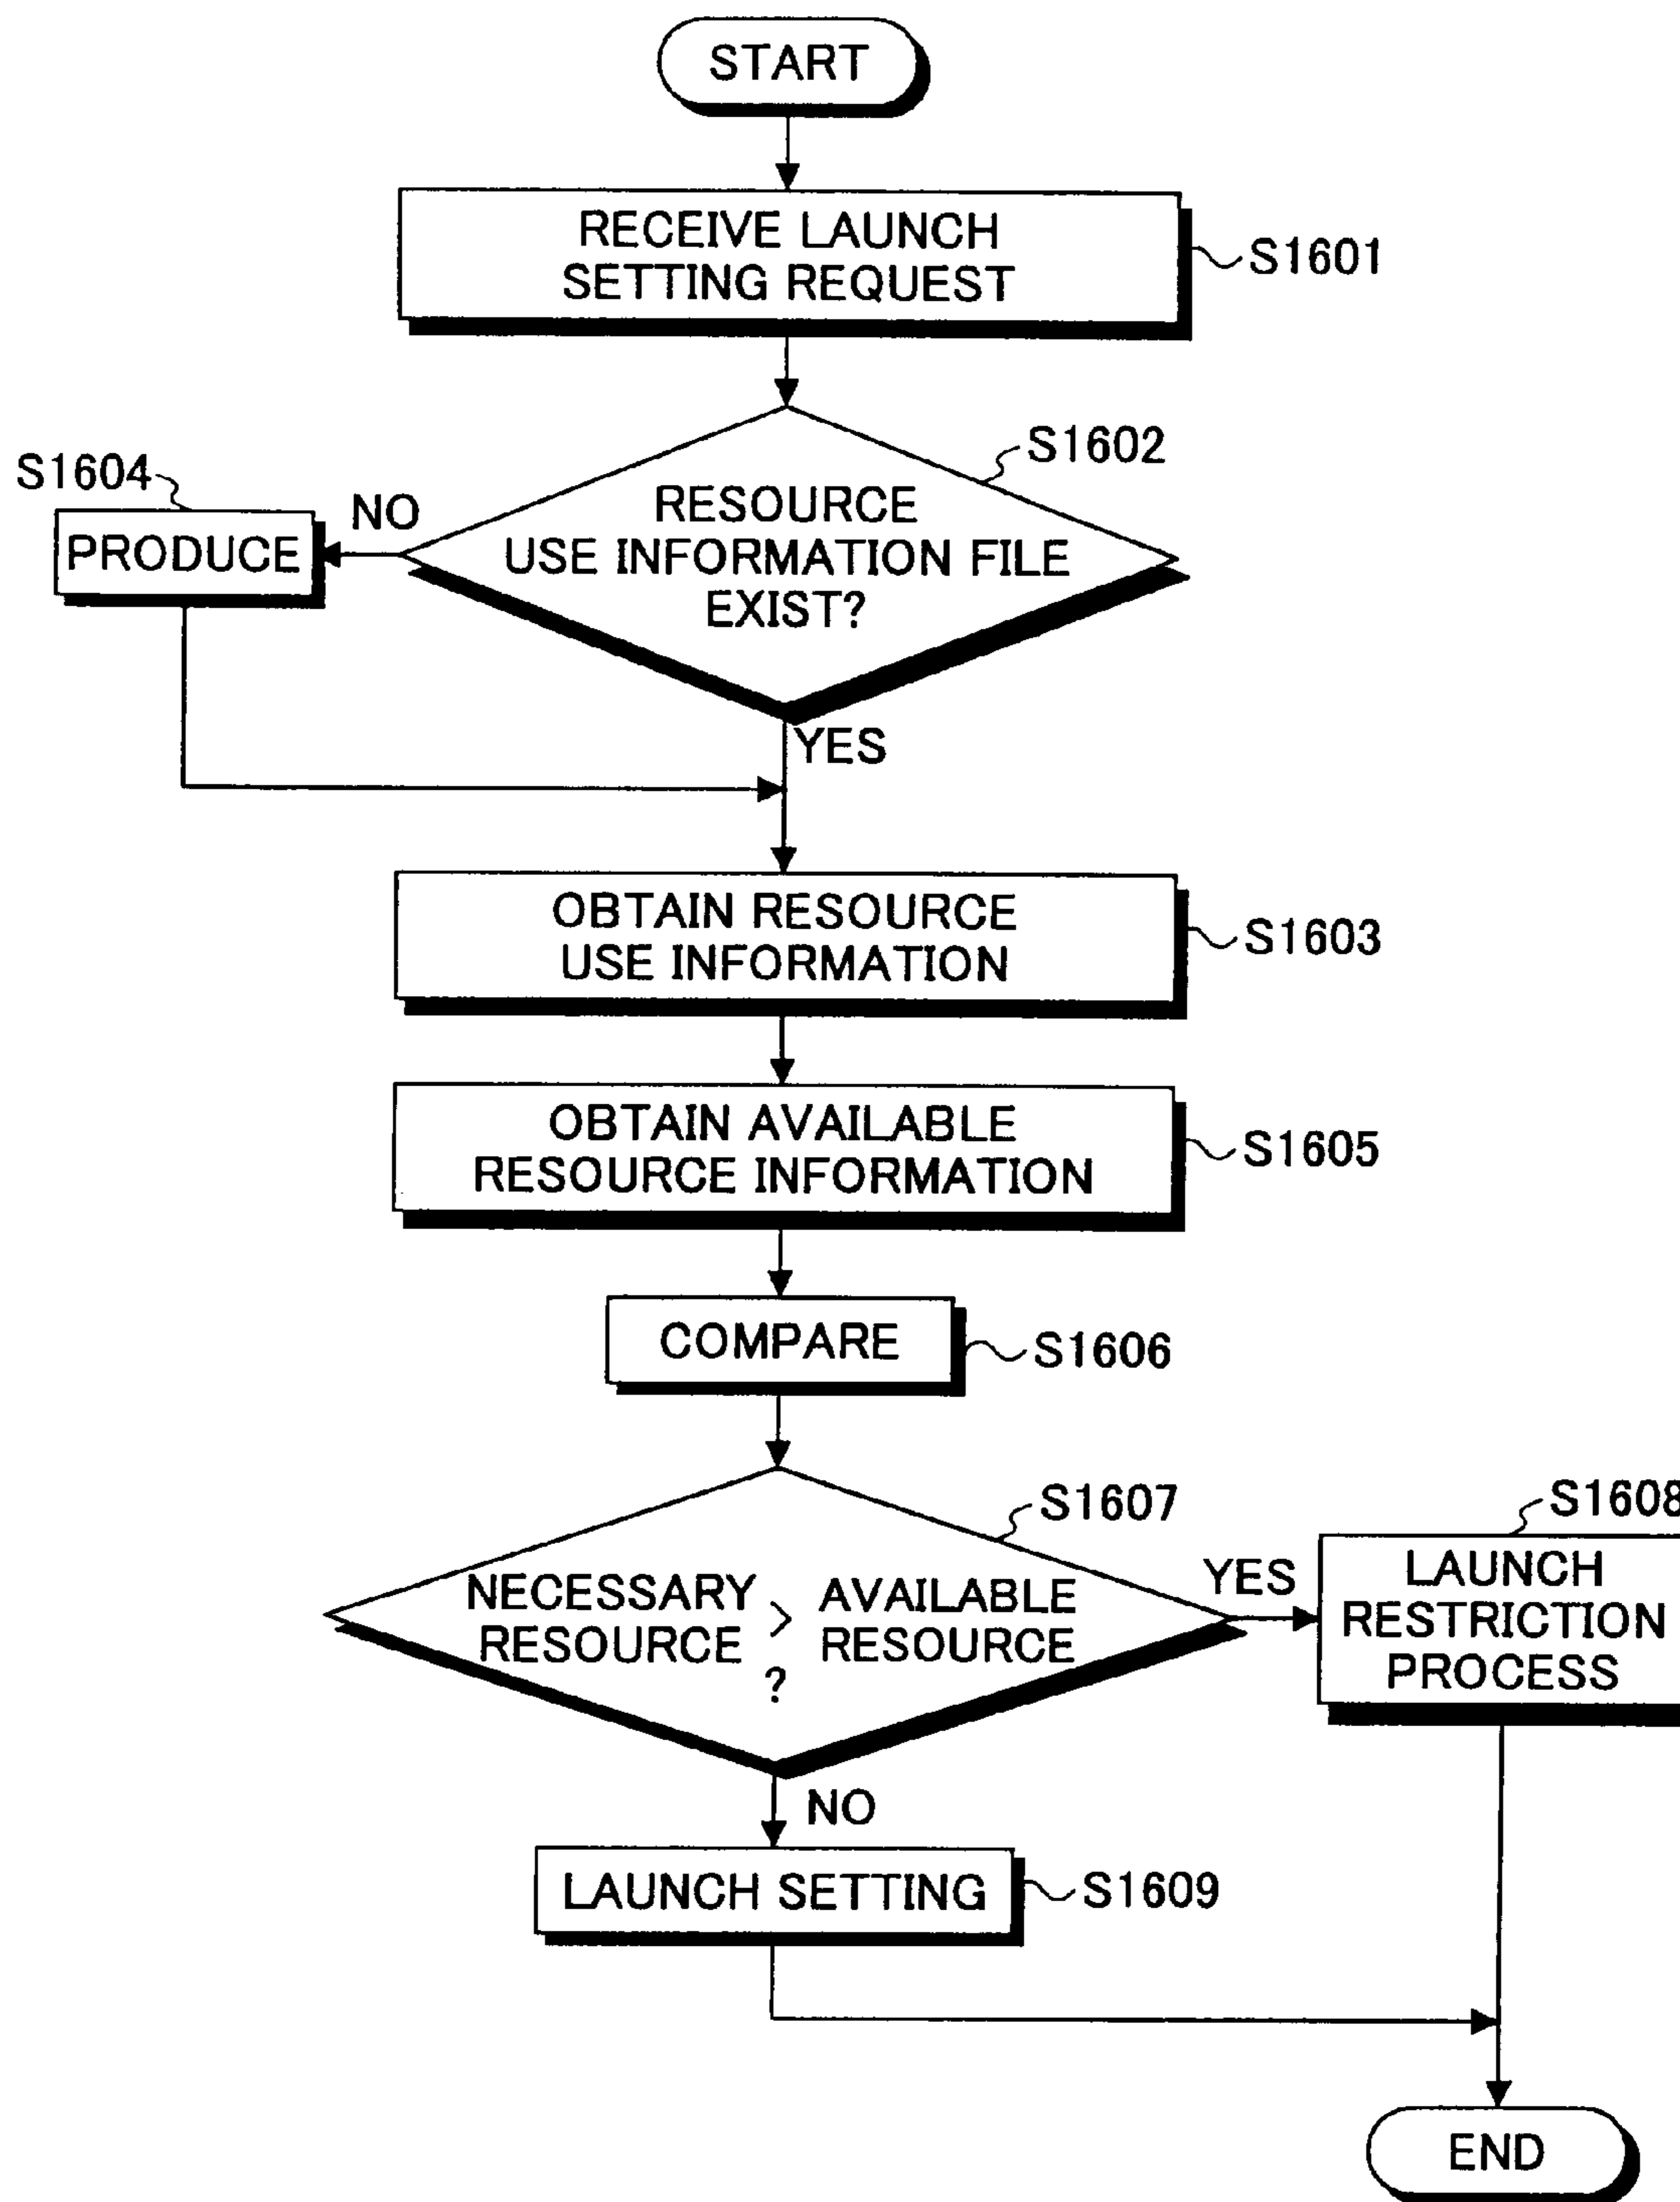 START
RECEIVE LAUNCH
SETTING REQUEST
S1601
S1602
RESOURCE
USE INFORMATION FILE
EXIST?
NO
S1604
PRODUCE
YES
OBTAIN RESOURCE
USE INFORMATION
S1603
OBTAIN AVAILABLE
RESOURCE INFORMATION
S1605
COMPARE
S1606
S1607
NECESSARY
RESOURCE
>
AVAILABLE
RESOURCE
?
YES
S1608
LAUNCH
RESTRICTION
PROCESS
NO
LAUNCH SETTING
S1609
END